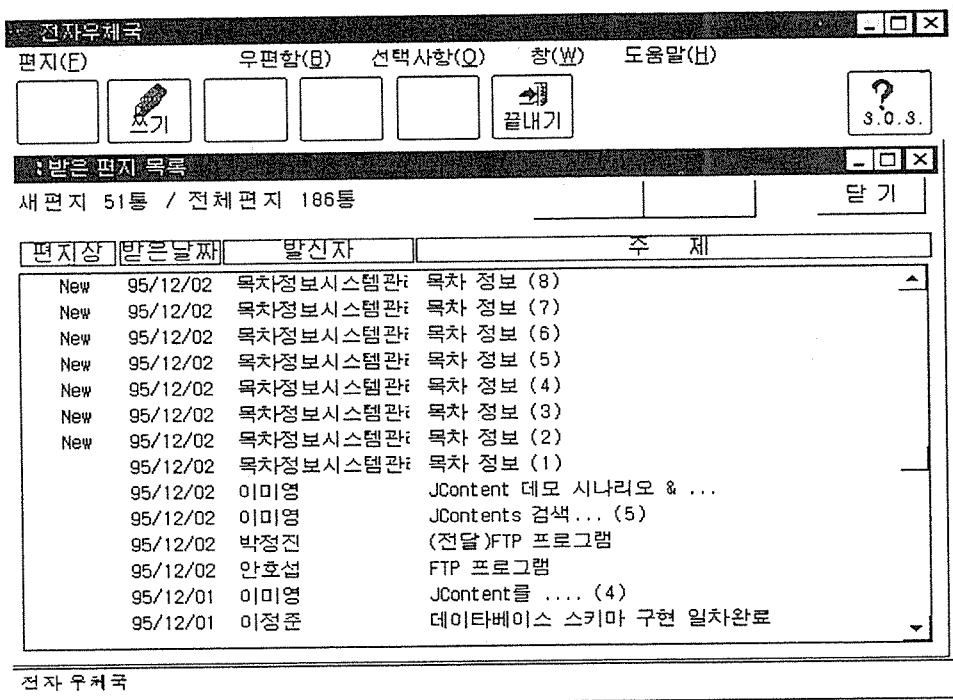 전자우체국
편지(F) 우편함(B) 선택사항(O) 창(W) 도움말(H)
쓰기 끝내기 3.0.3.
받은 편지 목록
새편지 51통 / 전체편지 186통 닫 기
편지상 받은날짜 발신자 주 제
New 95/12/02 목차정보시스템관리 목차 정보 (8)
New 95/12/02 목차정보시스템관리 목차 정보 (7)
New 95/12/02 목차정보시스템관리 목차 정보 (6)
New 95/12/02 목차정보시스템관리 목차 정보 (5)
New 95/12/02 목차정보시스템관리 목차 정보 (4)
New 95/12/02 목차정보시스템관리 목차 정보 (3)
New 95/12/02 목차정보시스템관리 목차 정보 (2)
95/12/02 목차정보시스템관리 목차 정보 (1)
95/12/02 이미영 JContent 데모 시나리오 & ...
95/12/02 이미영 JContents 검색... (5)
95/12/02 박정진 (전달)FTP 프로그램
95/12/02 안호섭 FTP 프로그램
95/12/01 이미영 JContent를 .... (4)
95/12/01 이정준 데이타베이스 스키마 구현 일차완료
전자우체국